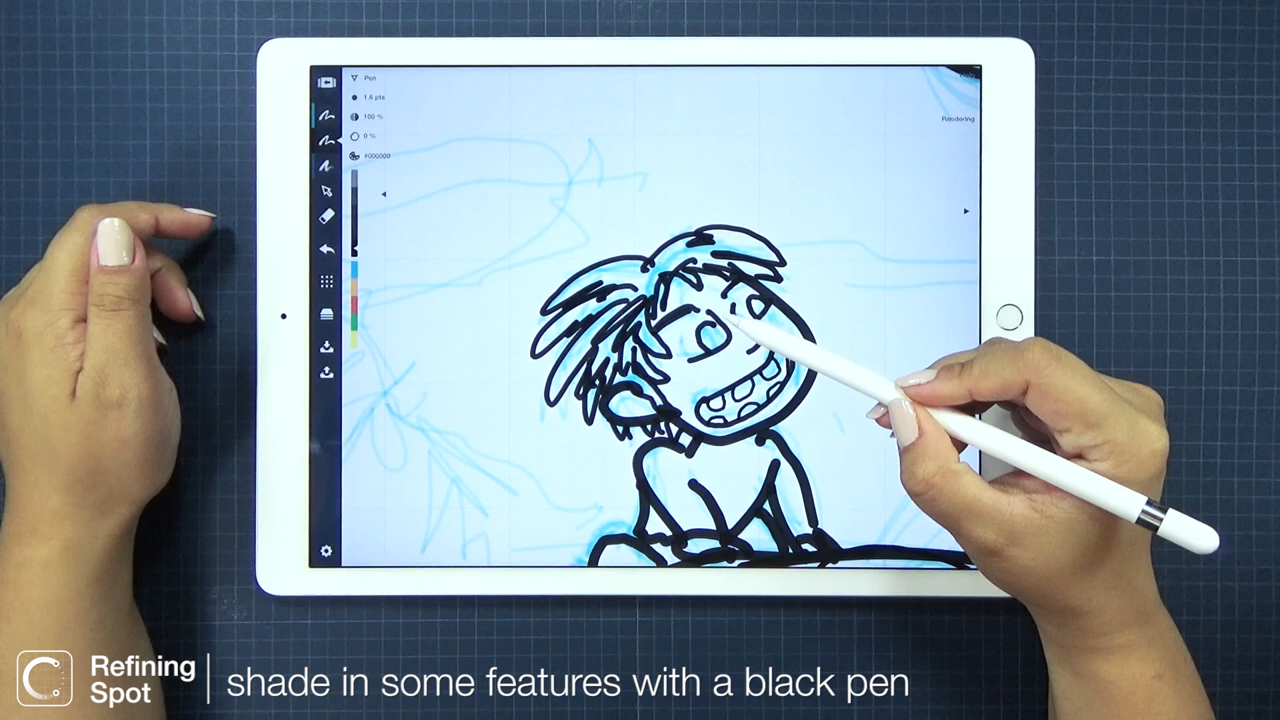 Pen
1.6 pts
100 %
0 %
#000000
Rendering
Refining
Spot
shade in some features with a black pen